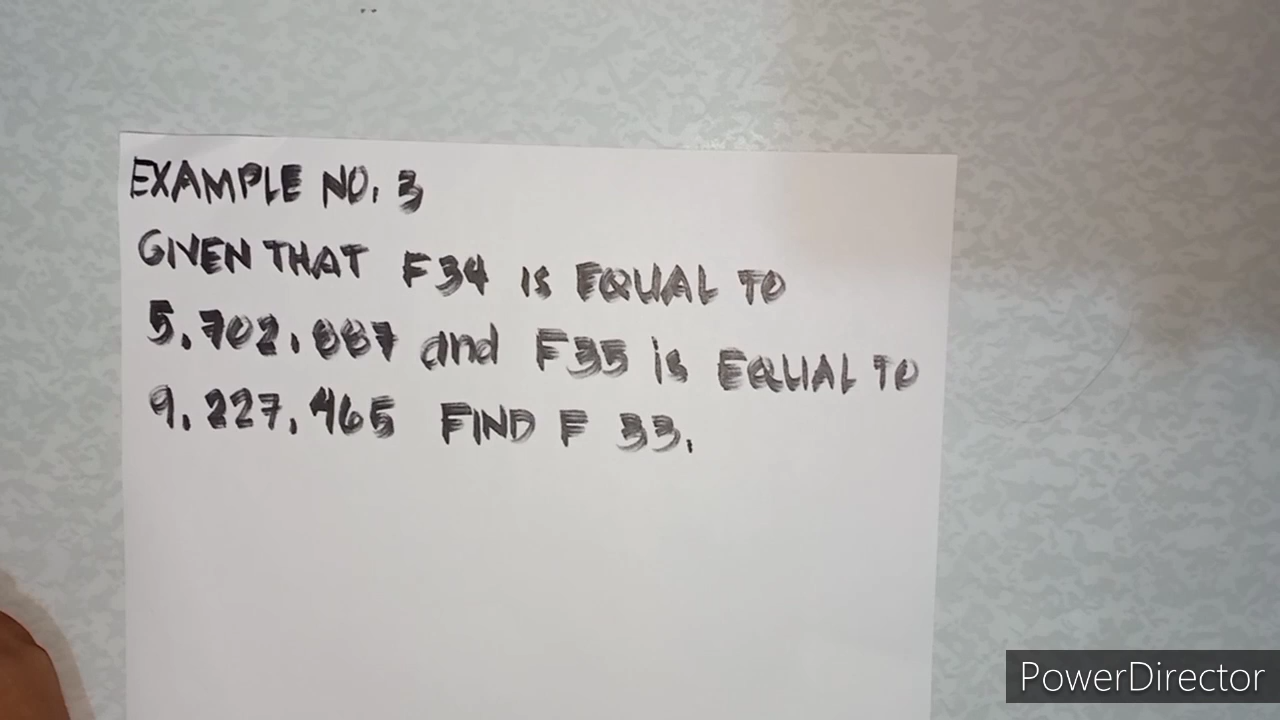 EXAMPLE NO. 3
GIVEN THAT F34 IS EQUAL TO
5,702,887 and F35 is EQUAL TO
9,227,465 FIND F 33.
PowerDirector